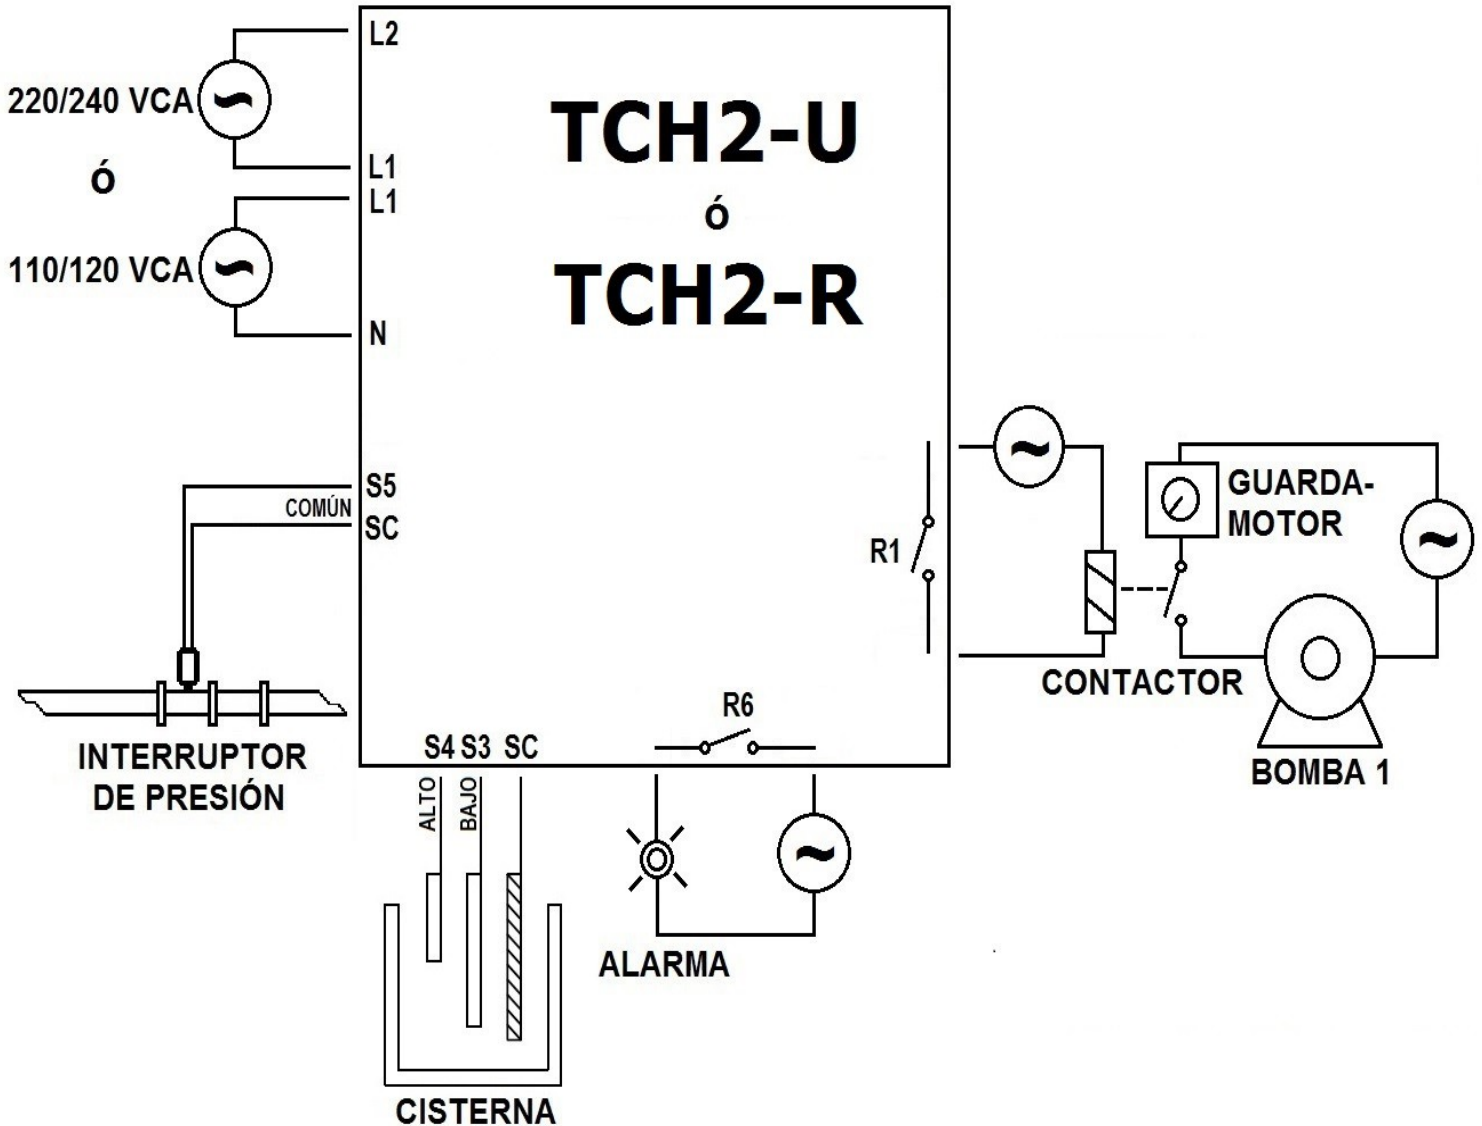 L2
220/240 VCA
L1
ó
L1
110/120 VCA
N
TCH2-U
ó
TCH2-R
S5
COMÚN
SC
INTERRUPTOR
DE PRESIÓN
R1
GUARDA-
MOTOR
CONTACTOR
BOMBA 1
R6
S4 S3 SC
ALTO
BAJO
ALARMA
CISTERNA